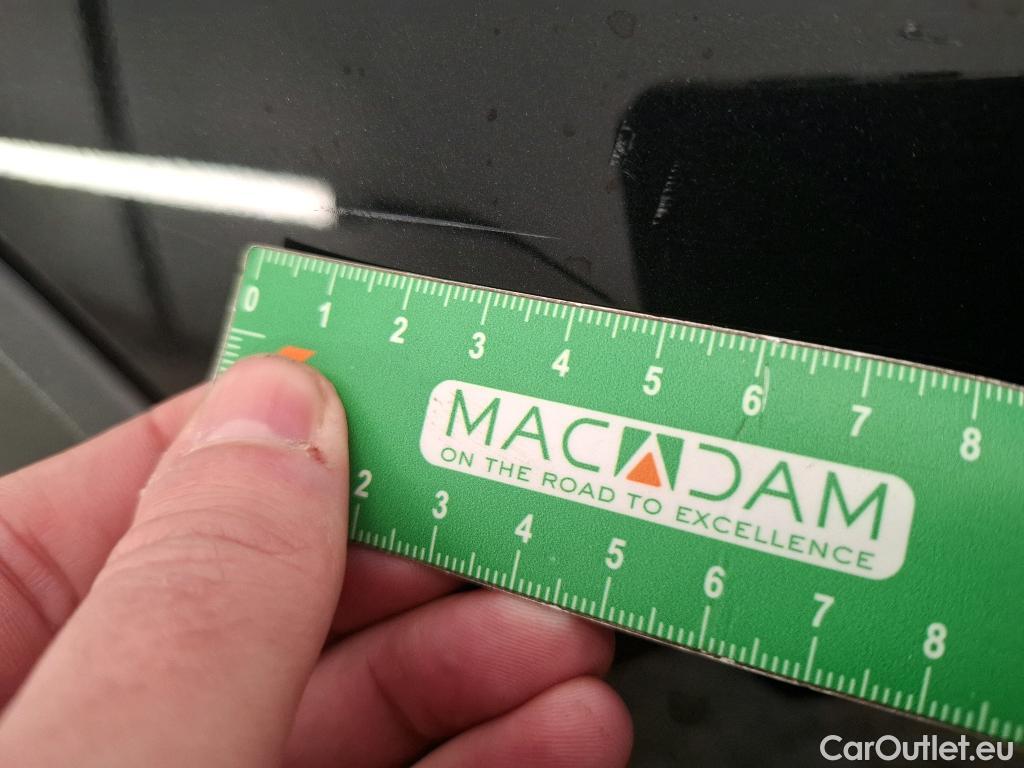 0 1 2 3 4 5 6 7 8
MACADAM
ON THE ROAD TO EXCELLENCE
2 3 4 5 6 7 8
CarOutlet.eu